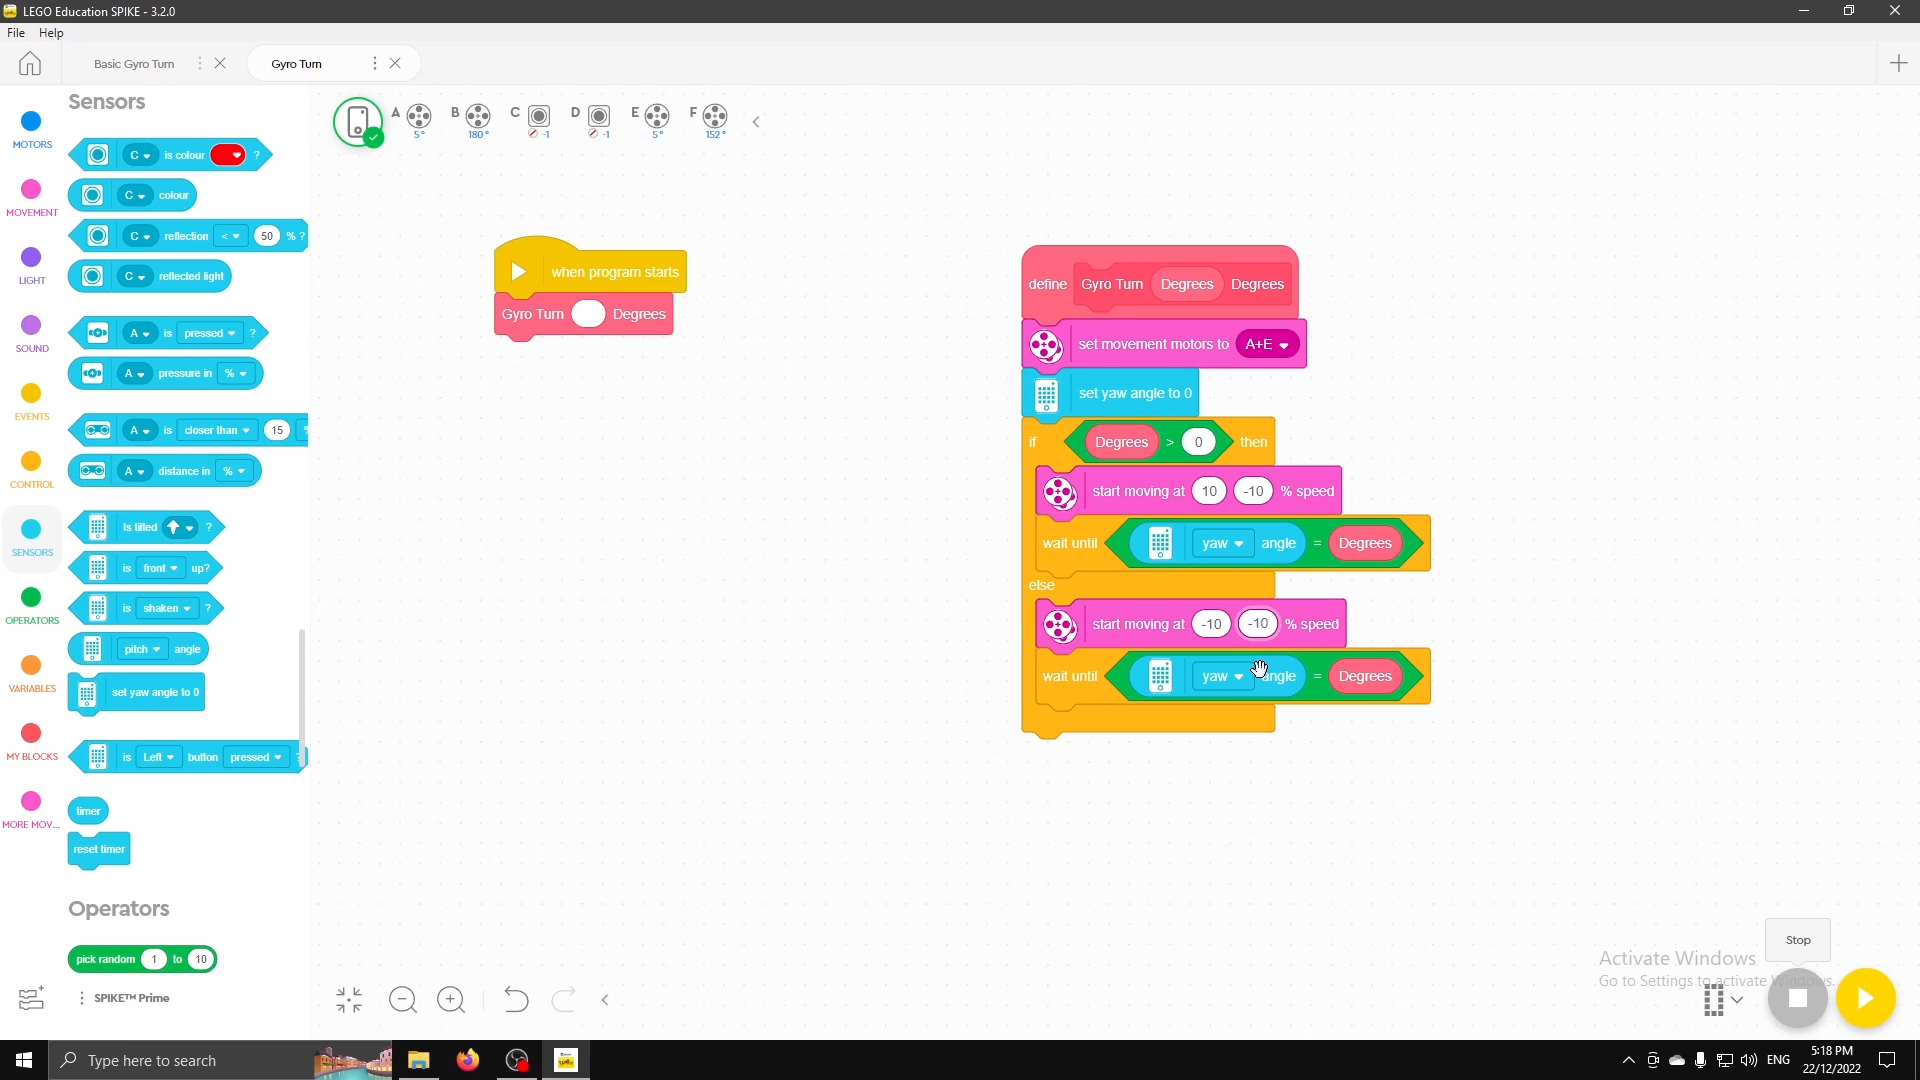 LEGO Education SPIKE - 3.2.0
File Help
Basic Gyro Turn
Gyro Turn
Sensors
MOTORS
MOVEMENT
LIGHT
SOUND
EVENTS
CONTROL
SENSORS
OPERATORS
VARIABLES
MY BLOCKS
MORE MOV...
C is colour ?
C colour
C reflection < 50 % ?
C reflected light
A is pressed ?
A pressure in %
A is closer than 15
A distance in %
Is tilted ?
is front up?
is shaken ?
pitch angle
set yaw angle to 0
is Left button pressed ?
timer
reset timer
Operators
pick random 1 to 10
SPIKE™ Prime
A B C D E F
5° 180° -1 -1 5° 152°
when program starts
Gyro Turn Degrees
define Gyro Turn Degrees Degrees
set movement motors to A+E
set yaw angle to 0
if Degrees > 0 then
start moving at 10 -10 % speed
wait until yaw angle = Degrees
else
start moving at -10 -10 % speed
wait until yaw angle = Degrees
Stop
Activate Windows
Go to Settings to activate Windows.
Type here to search
ENG
5:18 PM
22/12/2022